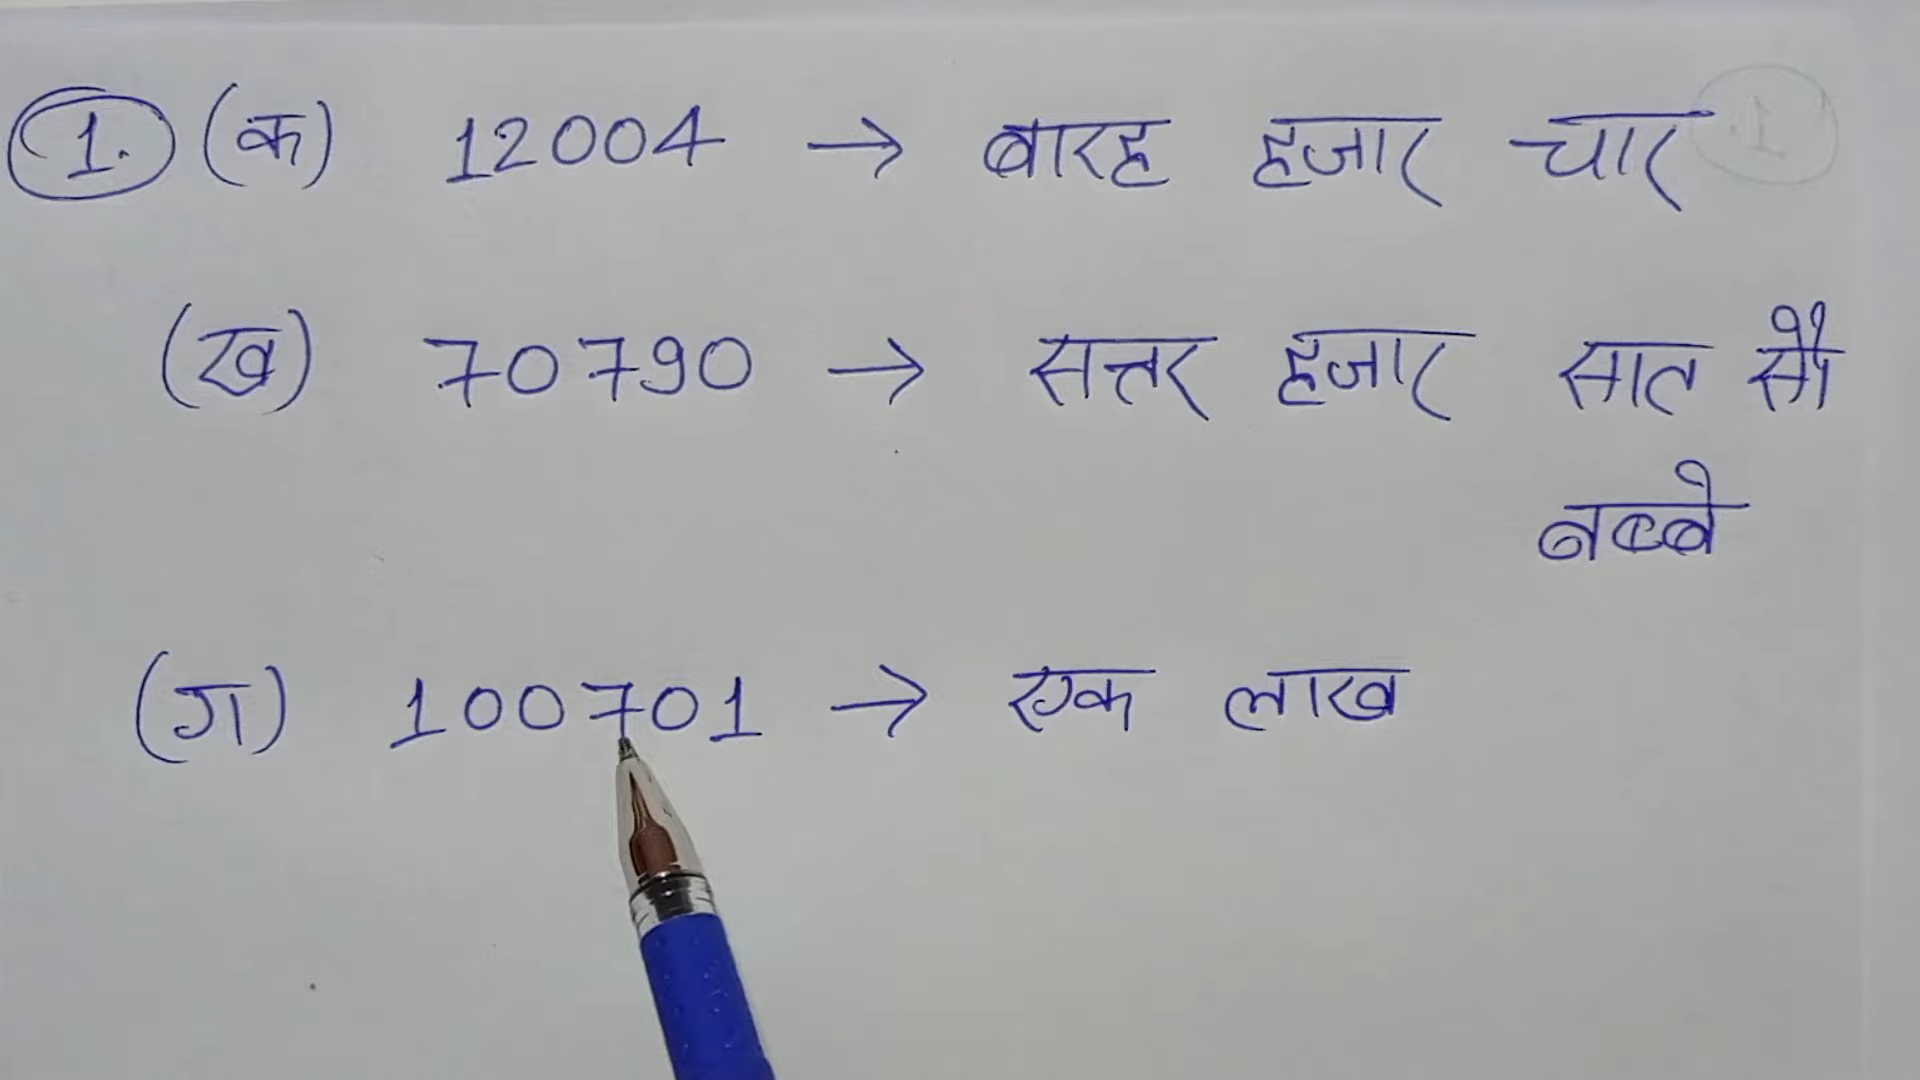 1. (क) 12004 → बारह हजार चार
(ख) 70790 → सत्तर हजार सात सौ
नब्बे
(ग) 100701 → एक लाख